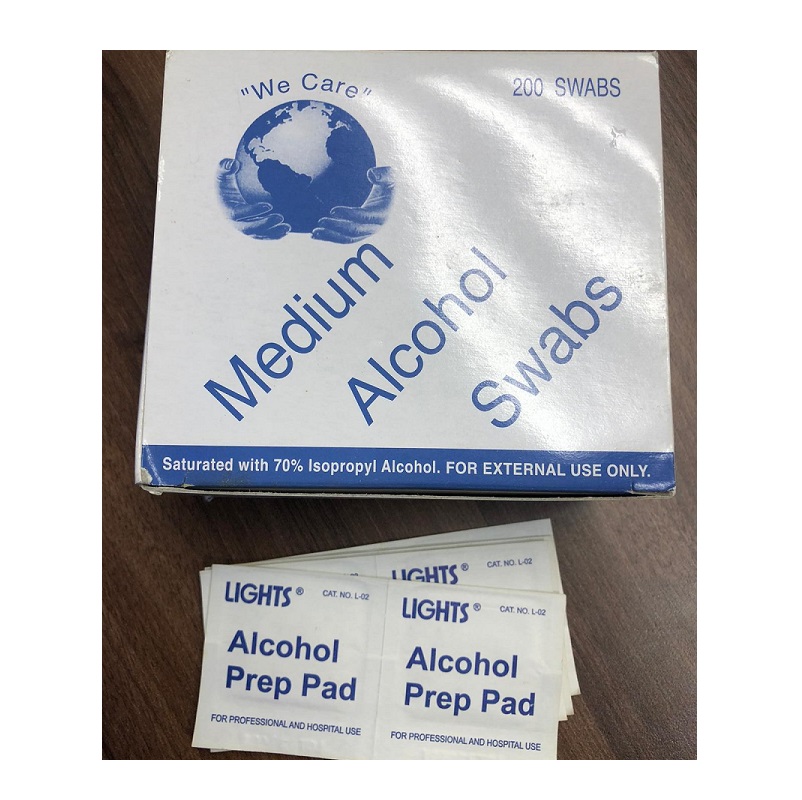 "We Care"
200 SWABS
Medium
Alcohol
Swabs
Saturated with 70% Isopropyl Alcohol. FOR EXTERNAL USE ONLY.
LIGHTS® CAT. NO. L-02
LIGHTS® CAT. NO. L-02
Alcohol
Prep Pad
FOR PROFESSIONAL AND HOSPITAL USE
LIGHTS® CAT. NO. L-02
Alcohol
Prep Pad
FOR PROFESSIONAL AND HOSPITAL USE